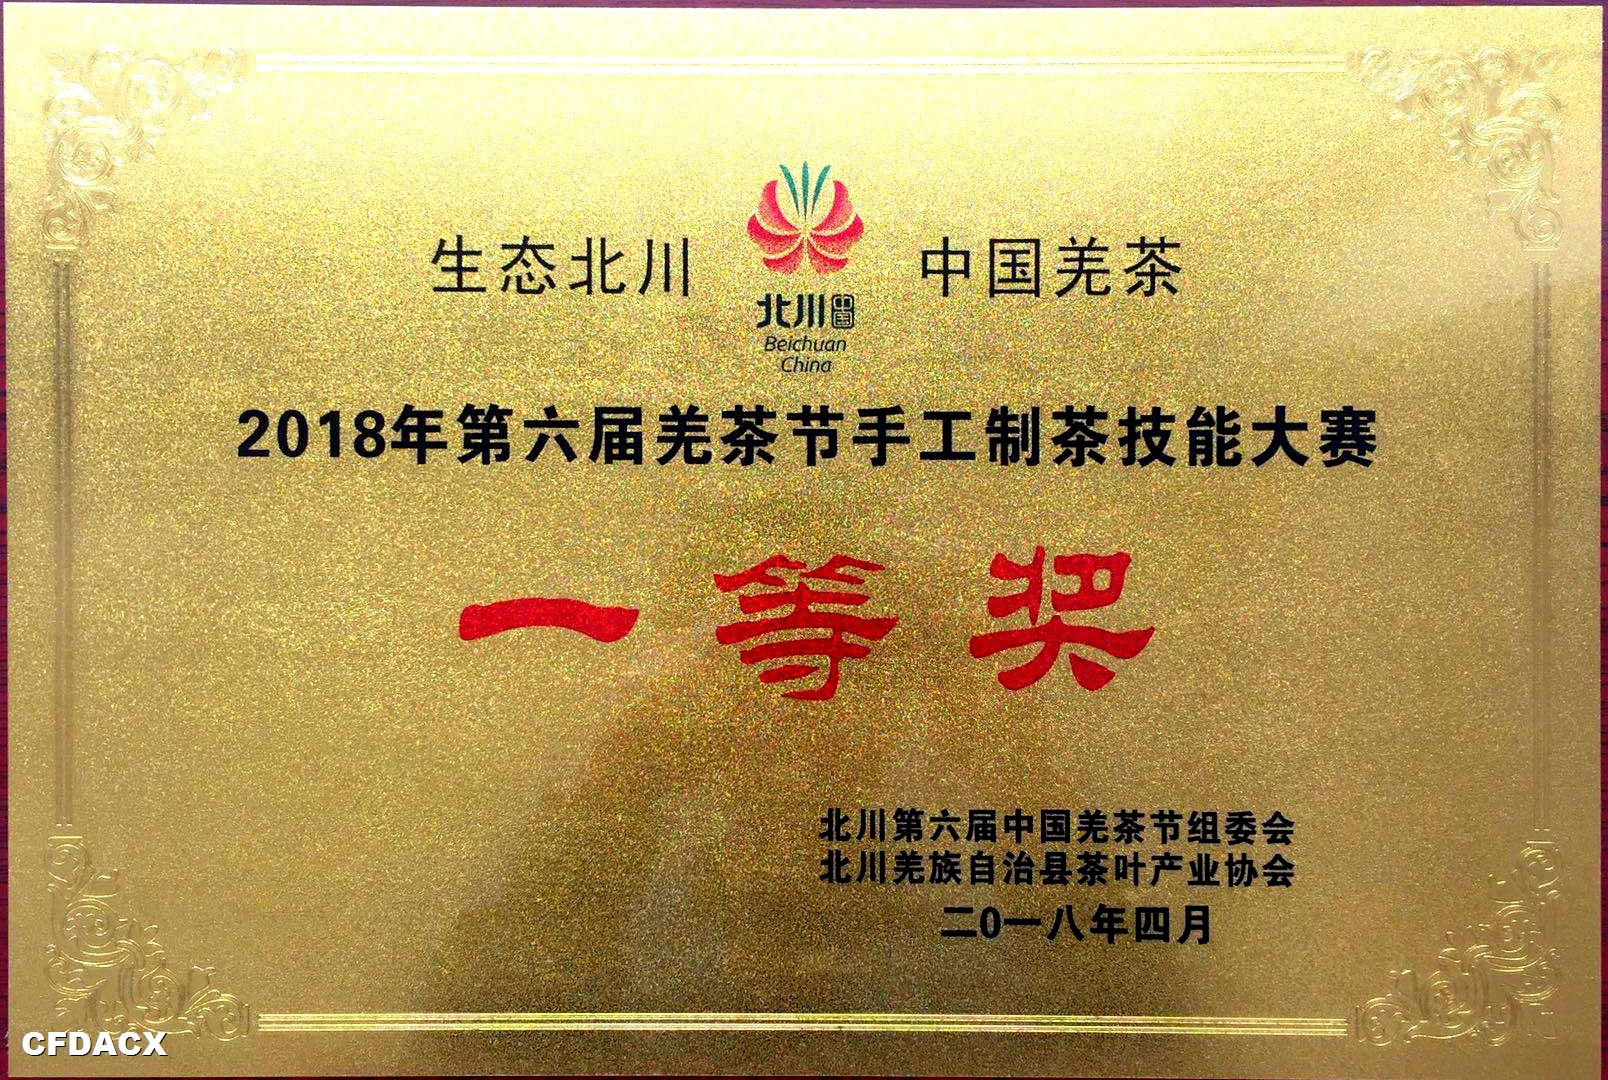 生态北川 中国羌茶
北川中国
Beichuan
China
2018年第六届羌茶节手工制茶技能大赛
一等奖
北川第六届中国羌茶节组委会
北川羌族自治县茶叶产业协会
二0一八年四月
CFDACX